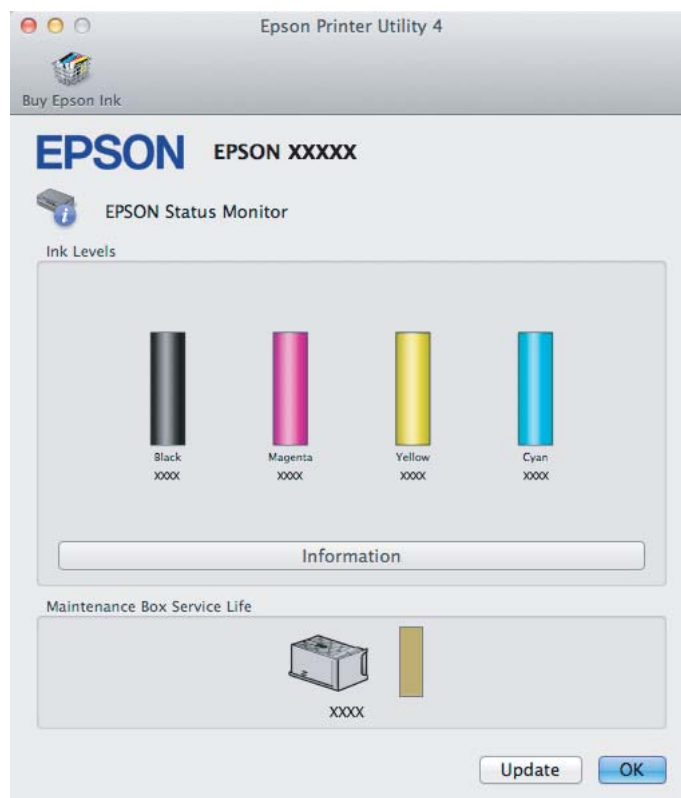 Epson Printer Utility 4
Buy Epson Ink
EPSON EPSON XXXXX
EPSON Status Monitor
Ink Levels
Black Magenta Yellow Cyan
XXXX XXXX XXXX XXXX
Information
Maintenance Box Service Life
XXXX
Update OK